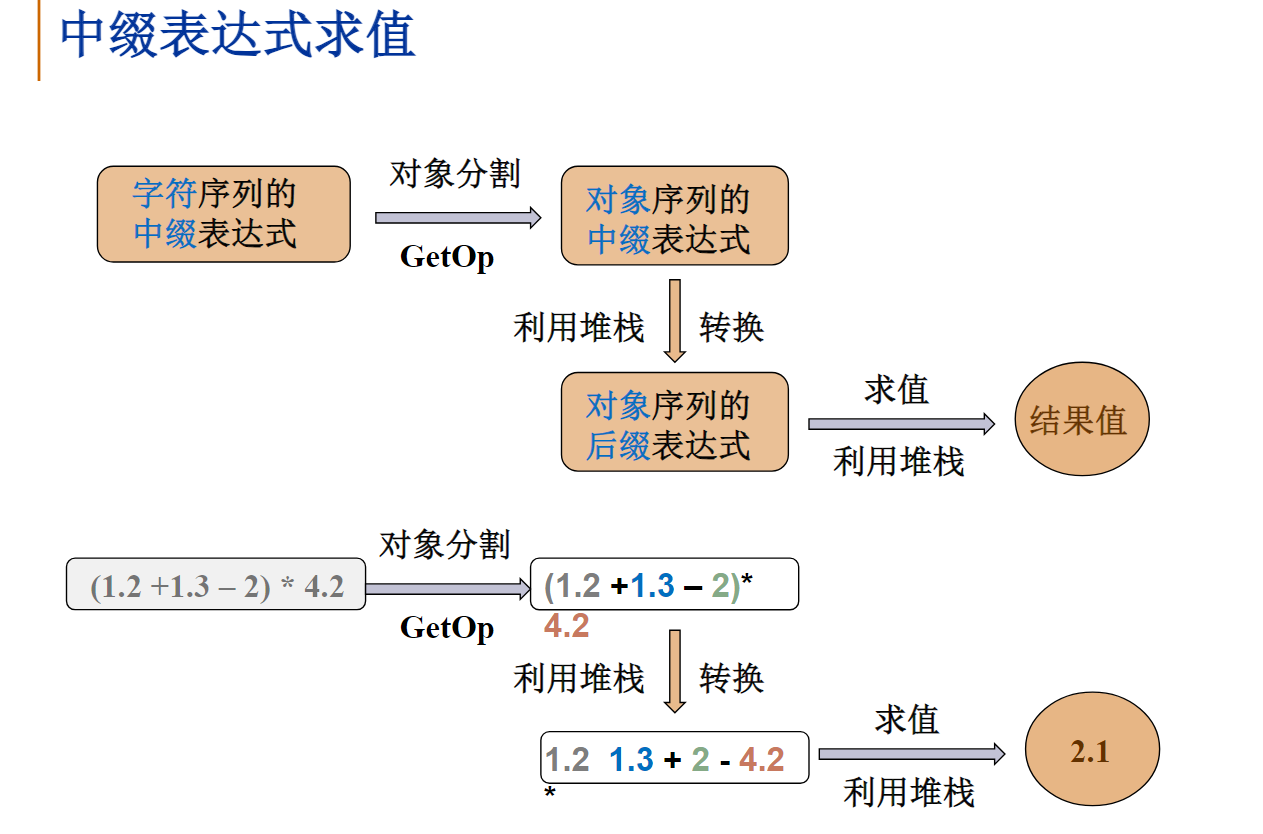 中缀表达式求值
对象分割
字符序列的
中缀表达式
GetOp
对象序列的
中缀表达式
利用堆栈 转换
对象序列的
后缀表达式
求值
利用堆栈
结果值
对象分割
(1.2 +1.3 – 2) * 4.2
GetOp
(1.2 +1.3 – 2)*
4.2
利用堆栈 转换
1.2 1.3 + 2 - 4.2
*
求值
利用堆栈
2.1